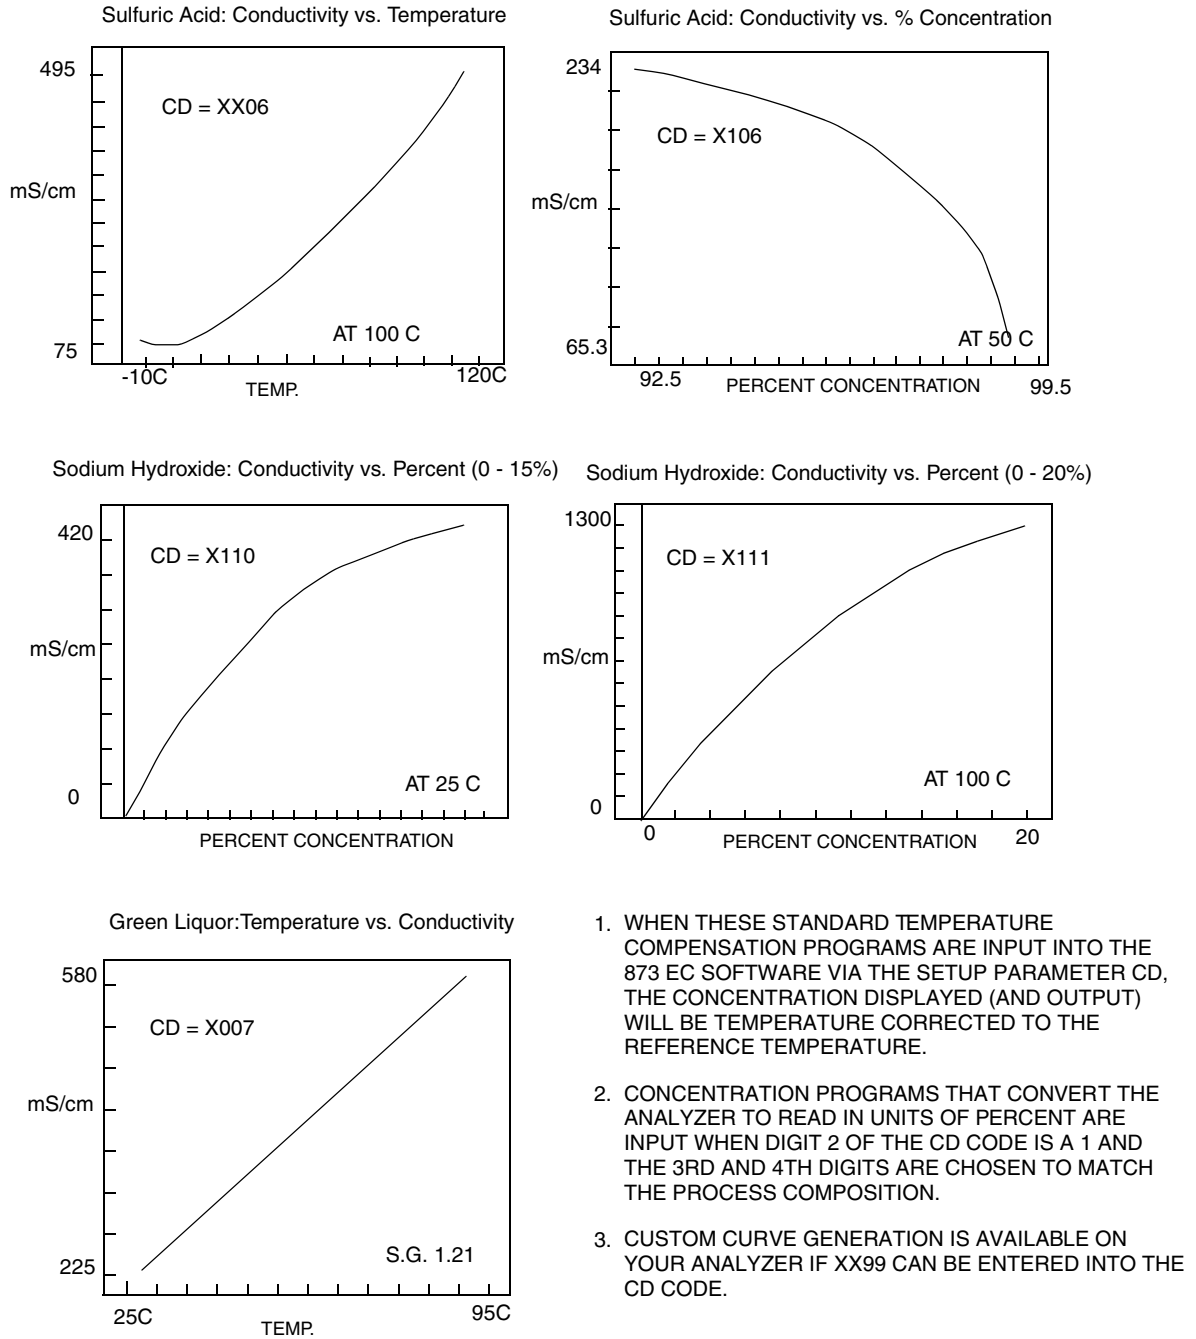 Sulfuric Acid: Conductivity vs. Temperature
495
CD = XX06
mS/cm
AT 100 C
75
-10C
120C
TEMP.
Sulfuric Acid: Conductivity vs. % Concentration
234
CD = X106
mS/cm
AT 50 C
65.3
92.5
PERCENT CONCENTRATION
99.5
Sodium Hydroxide: Conductivity vs. Percent (0 - 15%)
420
CD = X110
mS/cm
AT 25 C
0
PERCENT CONCENTRATION
Sodium Hydroxide: Conductivity vs. Percent (0 - 20%)
1300
CD = X111
mS/cm
AT 100 C
0
0
PERCENT CONCENTRATION
20
Green Liquor:Temperature vs. Conductivity
580
CD = X007
mS/cm
S.G. 1.21
225
25C
95C
TEMP.
1. WHEN THESE STANDARD TEMPERATURE
COMPENSATION PROGRAMS ARE INPUT INTO THE
873 EC SOFTWARE VIA THE SETUP PARAMETER CD,
THE CONCENTRATION DISPLAYED (AND OUTPUT)
WILL BE TEMPERATURE CORRECTED TO THE
REFERENCE TEMPERATURE.
2. CONCENTRATION PROGRAMS THAT CONVERT THE
ANALYZER TO READ IN UNITS OF PERCENT ARE
INPUT WHEN DIGIT 2 OF THE CD CODE IS A 1 AND
THE 3RD AND 4TH DIGITS ARE CHOSEN TO MATCH
THE PROCESS COMPOSITION.
3. CUSTOM CURVE GENERATION IS AVAILABLE ON
YOUR ANALYZER IF XX99 CAN BE ENTERED INTO THE
CD CODE.